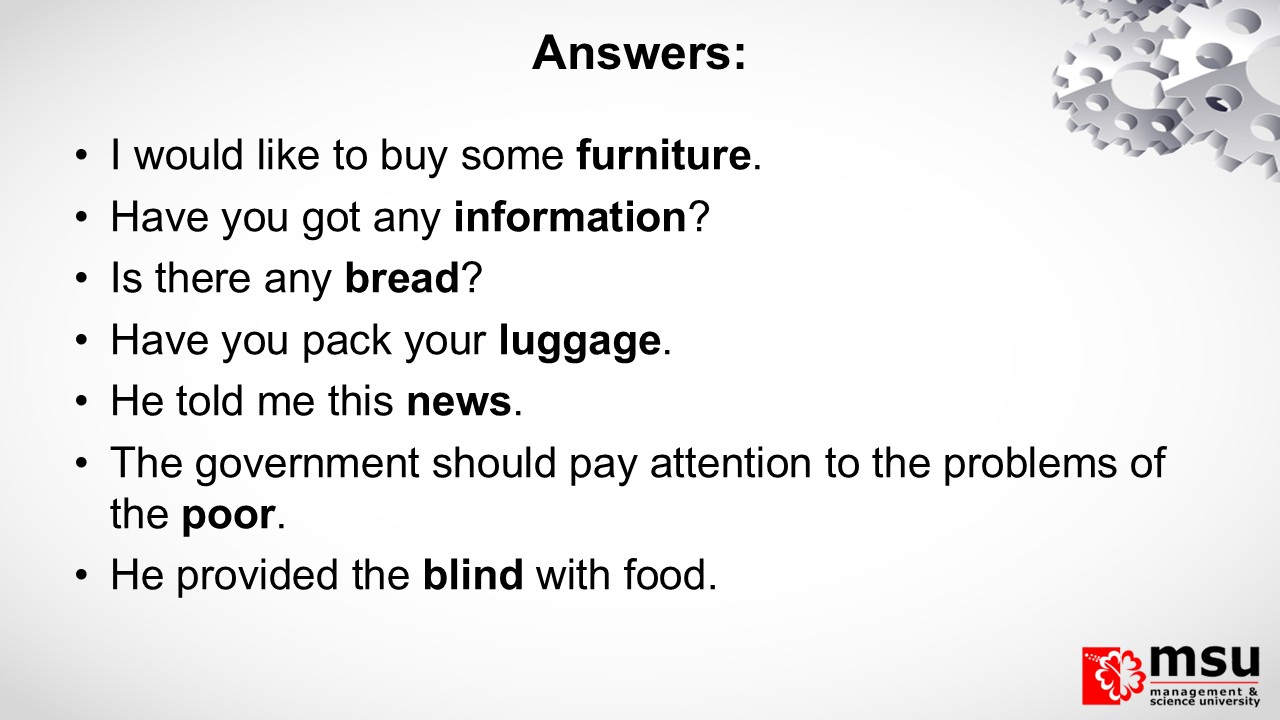 Answers:
• I would like to buy some furniture.
• Have you got any information?
• Is there any bread?
• Have you pack your luggage.
• He told me this news.
• The government should pay attention to the problems of
the poor.
• He provided the blind with food.
msu
management &
science university